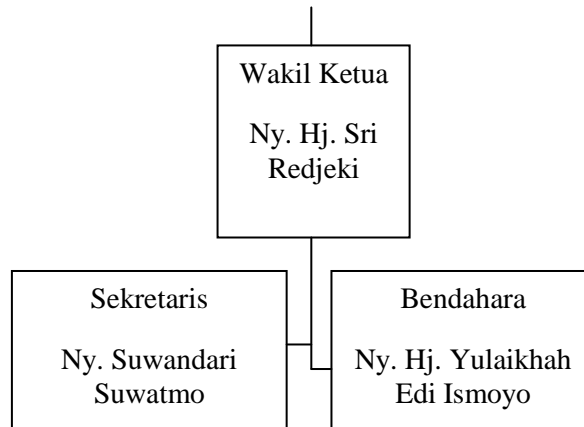 Wakil Ketua
Ny. Hj. Sri
Redjeki
Sekretaris
Ny. Suwandari
Suwatmo
Bendahara
Ny. Hj. Yulaikhah
Edi Ismoyo